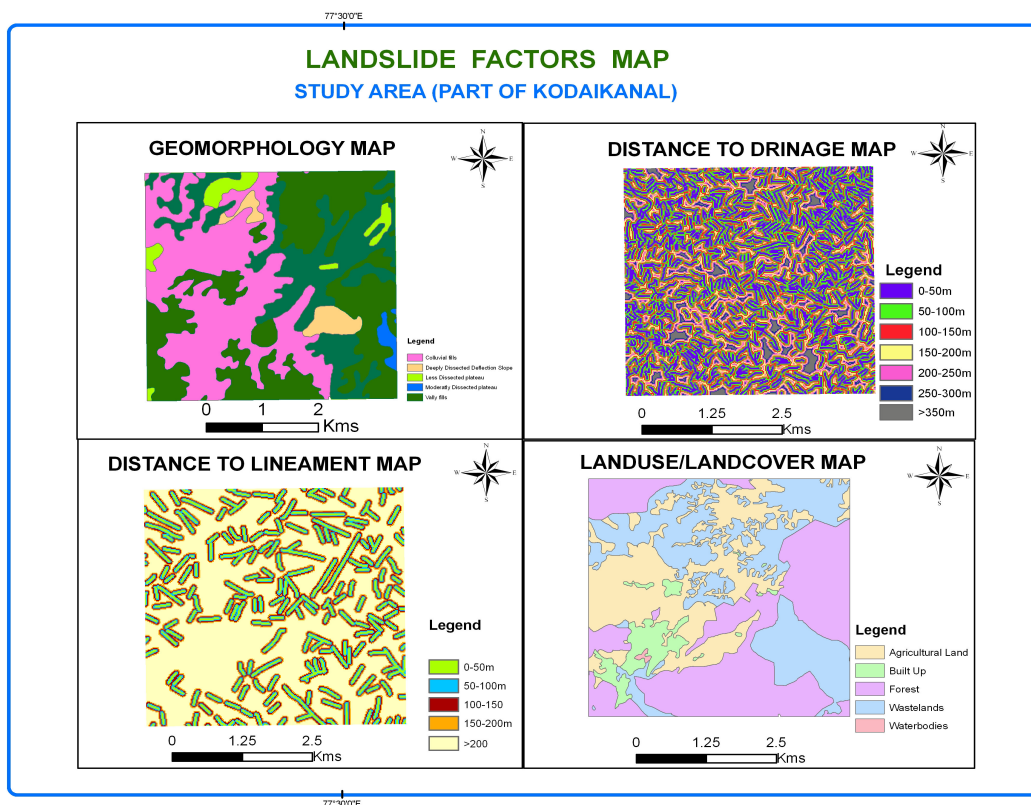 77°30'0"E
LANDSLIDE FACTORS MAP
STUDY AREA (PART OF KODAIKANAL)
GEOMORPHOLOGY MAP
N
W E
S
Legend
Colluvial fills
Deeply Dissected Deflection Slope
Less Dissected plateau
Moderatly Dissected plateau
Vally fills
0 1 2
Kms
DISTANCE TO DRINAGE MAP
N
W E
S
Legend
0-50m
50-100m
100-150m
150-200m
200-250m
250-300m
>350m
0 1.25 2.5
Kms
DISTANCE TO LINEAMENT MAP
N
W E
S
Legend
0-50m
50-100m
100-150
150-200m
>200
0 1.25 2.5
Kms
LANDUSE/LANDCOVER MAP
N
W E
S
Legend
Agricultural Land
Built Up
Forest
Wastelands
Waterbodies
0 1.25 2.5
Kms
77°30'0"E